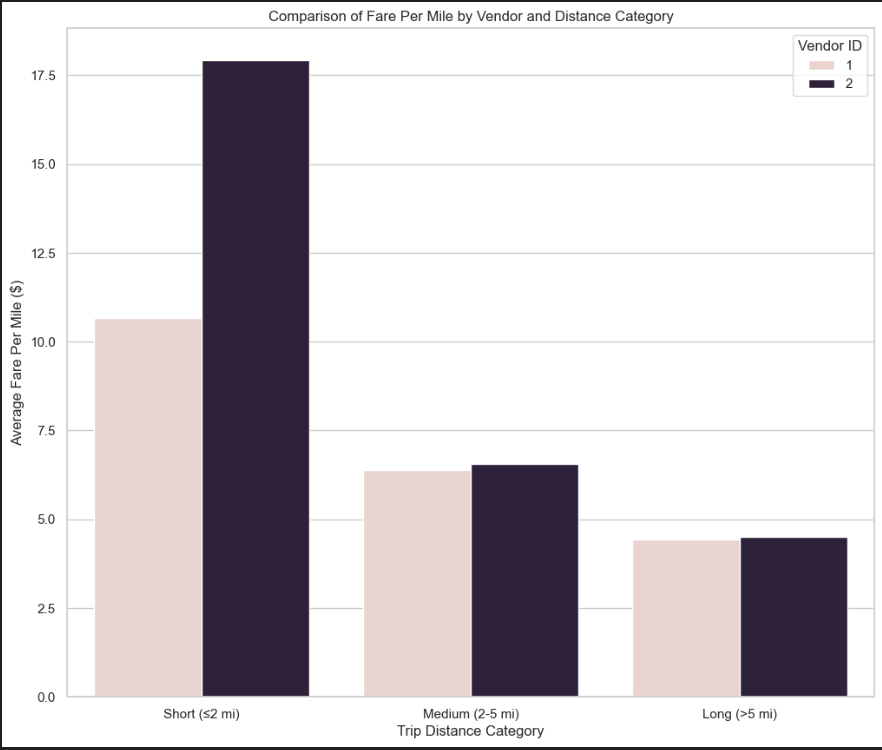 Comparison of Fare Per Mile by Vendor and Distance Category
Vendor ID
1
2
Average Fare Per Mile ($)
17.5
15.0
12.5
10.0
7.5
5.0
2.5
0.0
Short (≤2 mi) Medium (2-5 mi) Long (>5 mi)
Trip Distance Category